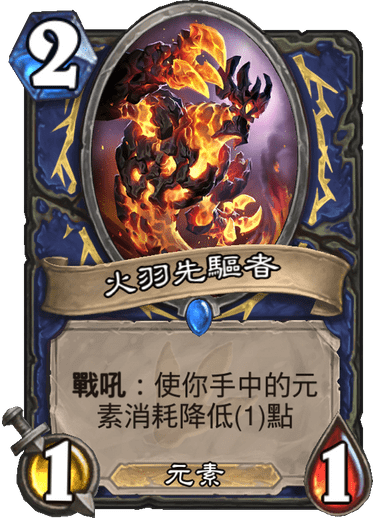 2
火羽先驅者
戰吼：使你手中的元
素消耗降低(1)點
1
元素
1